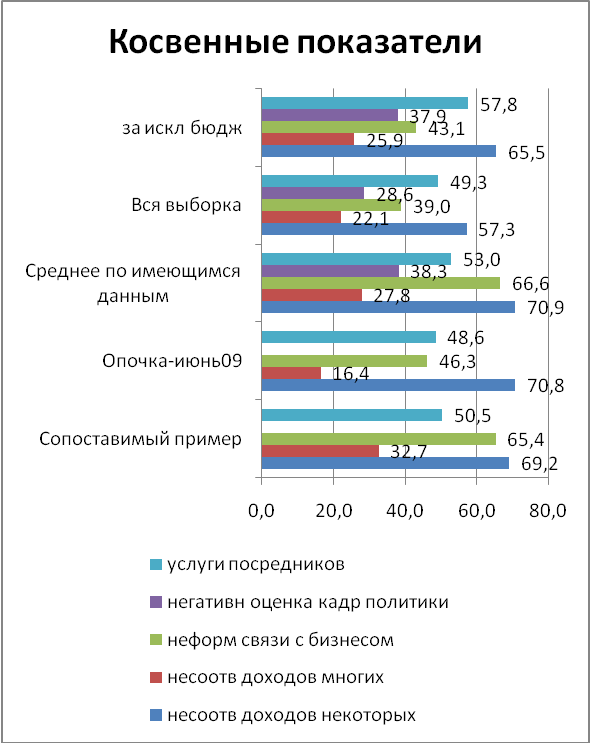 Косвенные показатели
за искл бюдж
57,8
37,9
43,1
25,9
65,5
Вся выборка
49,3
28,6
39,0
22,1
57,3
Среднее по имеющимся
данным
53,0
38,3
66,6
27,8
70,9
Опочка-июнь09
48,6
46,3
16,4
70,8
Сопоставимый пример
50,5
65,4
32,7
69,2
0,0 20,0 40,0 60,0 80,0
услуги посредников
негативн оценка кадр политики
неформ связи с бизнесом
несоотв доходов многих
несоотв доходов некоторых